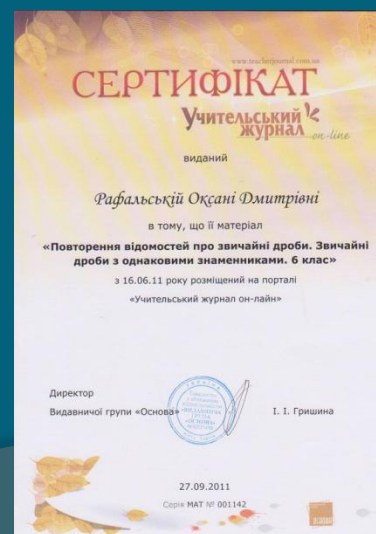 www.teacherjournal.com.ua
СЕРТИФІКАТ
Учительський
журнал on-line
виданий
Рафальській Оксані Дмитрівні
в тому, що її матеріал
«Повторення відомостей про звичайні дроби. Звичайні
дроби з однаковими знаменниками. 6 клас»
з 16.06.11 року розміщений на порталі
«Учительський журнал он-лайн»
Директор
Видавничої групи «Основа» І. І. Гришина
27.09.2011
Серія МАТ № 001142